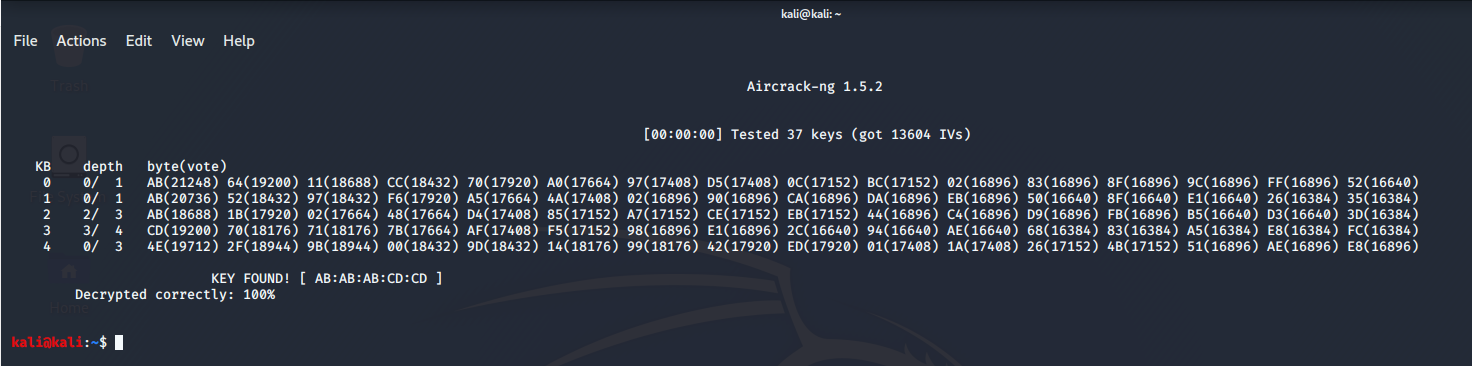 kali@kali: ~
File Actions Edit View Help
Trash
Aircrack-ng 1.5.2
[00:00:00] Tested 37 keys (got 13604 IVs)
KB depth byte(vote)
0 0/ 1 AB(21248) 64(19200) 11(18688) CC(18432) 70(17920) A0(17664) 97(17408) D5(17408) 0C(17152) BC(17152) 02(16896) 83(16896) 8F(16896) 9C(16896) FF(16896) 52(16640)
1 0/ 1 AB(20736) 52(18432) 97(18432) F6(17920) A5(17664) 4A(17408) 02(16896) 90(16896) CA(16896) DA(16896) EB(16896) 50(16640) 8F(16640) E1(16640) 26(16384) 35(16384)
2 2/ 3 AB(18688) 1B(17920) 02(17664) 48(17664) D4(17408) 85(17152) A7(17152) CE(17152) EB(17152) 44(16896) C4(16896) D9(16896) FB(16896) B5(16640) D3(16640) 3D(16384)
3 3/ 4 CD(19200) 70(18176) 71(18176) 7B(17664) AF(17408) F5(17152) 98(16896) E1(16896) 2C(16640) 94(16640) AE(16640) 68(16384) 83(16384) A5(16384) E8(16384) FC(16384)
4 0/ 3 4E(19712) 2F(18944) 9B(18944) 00(18432) 9D(18432) 14(18176) 99(18176) 42(17920) ED(17920) 01(17408) 1A(17408) 26(17152) 4B(17152) 51(16896) AE(16896) E8(16896)
KEY FOUND! [ AB:AB:AB:CD:CD ]
Decrypted correctly: 100%
Home
kali@kali:~$